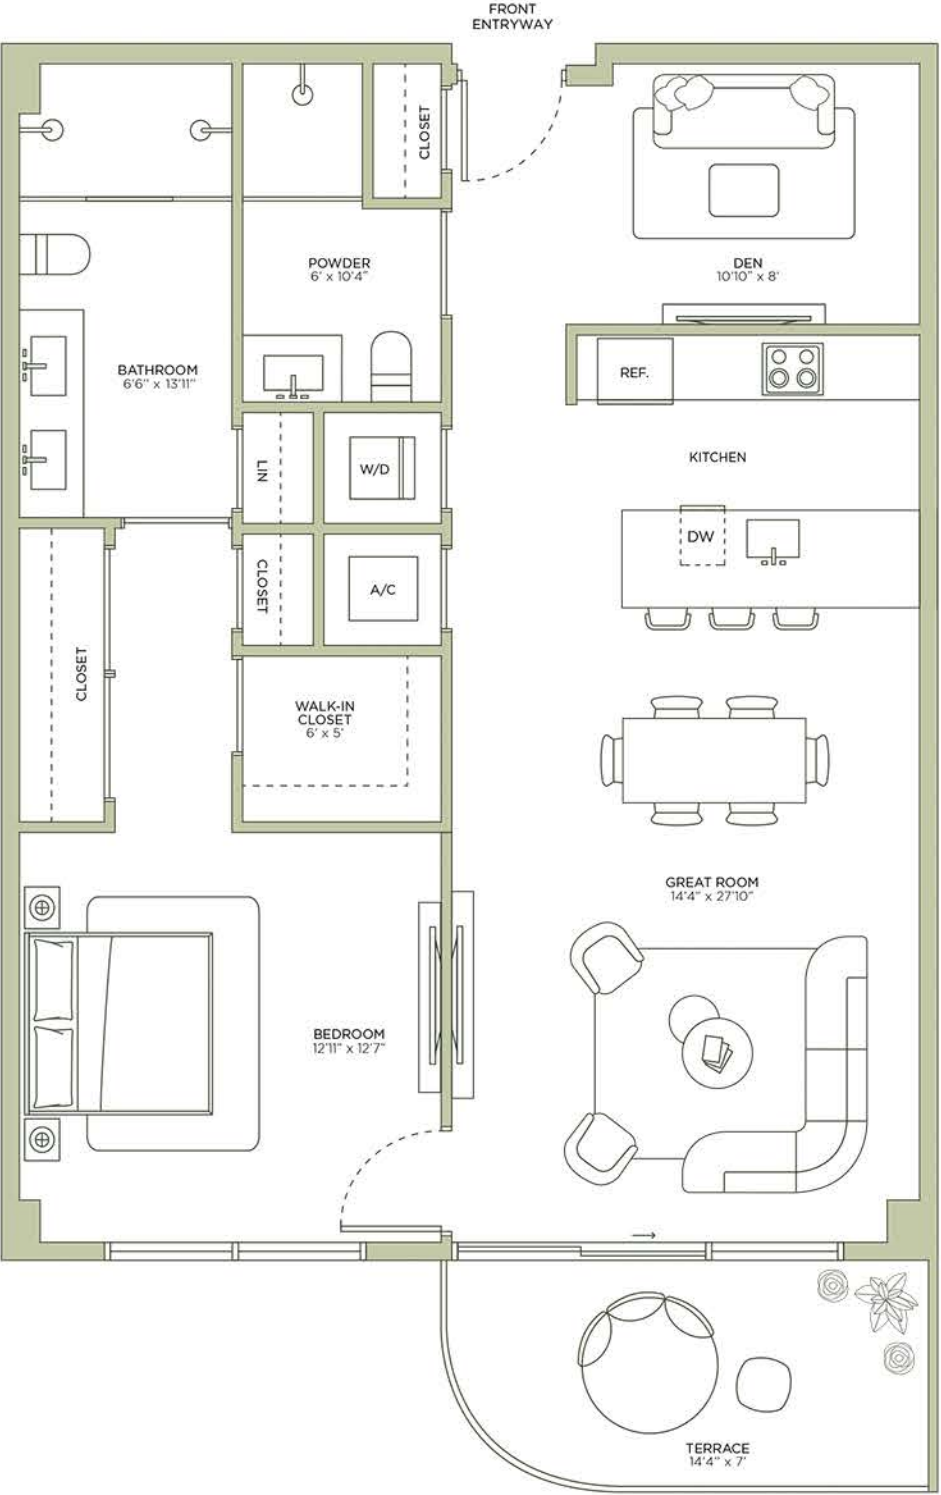 FRONT
ENTRYWAY
CLOSET
POWDER
6' x 10'4"
DEN
10'10" x 8'
BATHROOM
6'6" x 13'11"
REF.
KITCHEN
LIN
W/D
DW
CLOSET
A/C
CLOSET
WALK-IN
CLOSET
6' x 5'
GREAT ROOM
14'4" x 27'10"
BEDROOM
12'11" x 12'7"
TERRACE
14'4" x 7'